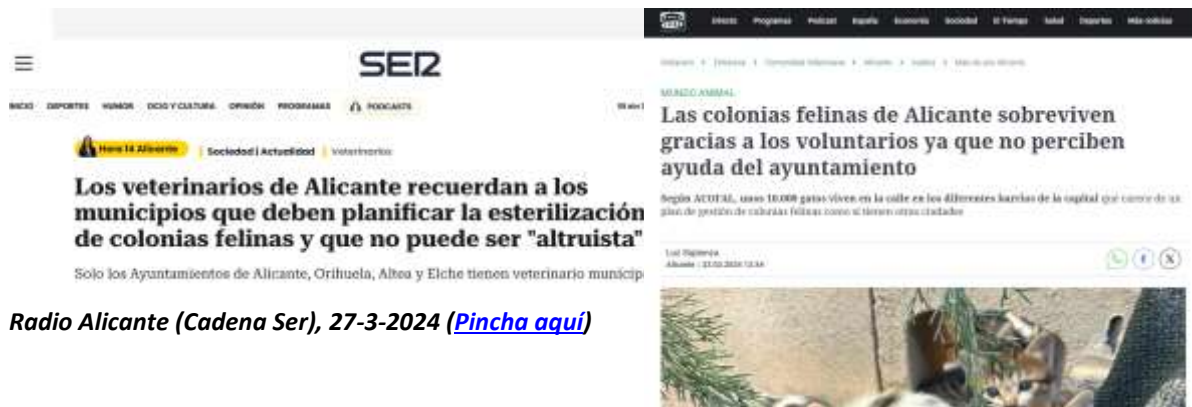 SER
INICIO DEPORTES HUMOR OCIO Y CULTURA OPINIÓN PROGRAMAS PODCASTS
Hora 14 Alicante Sociedad | Actualidad Veterinarios
Los veterinarios de Alicante recuerdan a los
municipios que deben planificar la esterilización
de colonias felinas y que no puede ser "altruista"
Solo los Ayuntamientos de Alicante, Orihuela, Altea y Elche tienen veterinario municip
Radio Alicante (Cadena Ser), 27-3-2024 (Pincha aquí)
Programas Podcast España Economía Sociedad El Tiempo Salud Deportes Más noticias
MUNDO ANIMAL
Las colonias felinas de Alicante sobreviven
gracias a los voluntarios ya que no perciben
ayuda del ayuntamiento
Según ACOFAL, unos 10.000 gatos viven en la calle en los diferentes barrios de la capital que carece de un
plan de gestión de colonias felinas como sí tienen otras ciudades